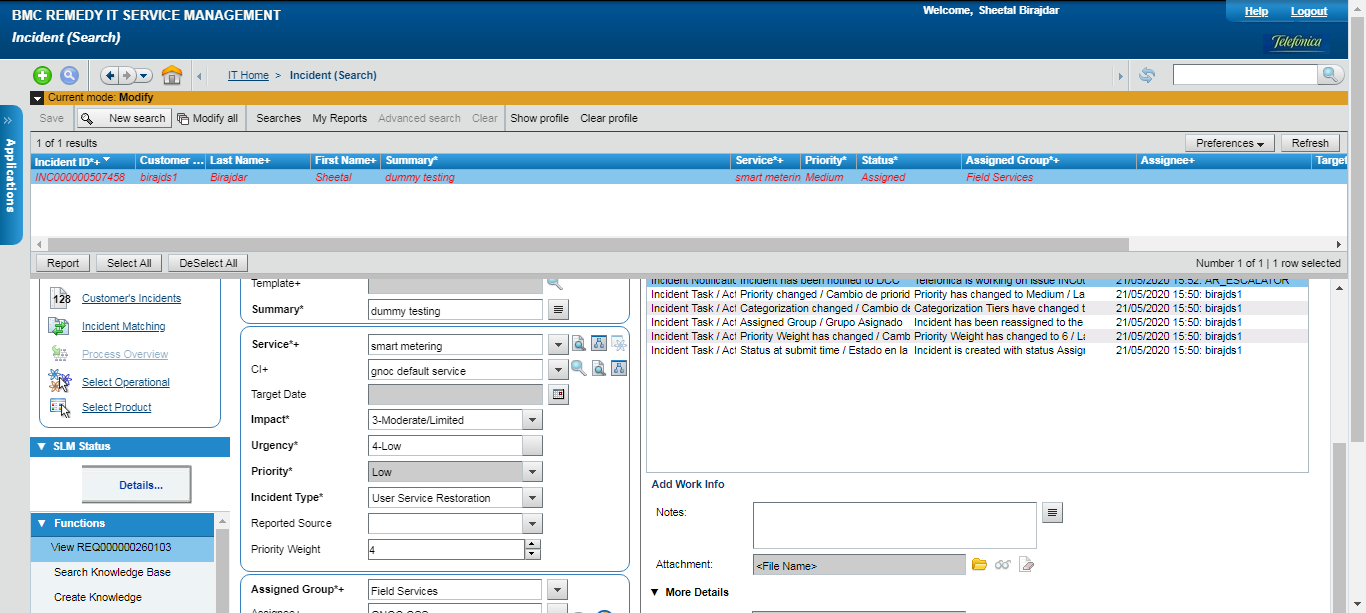 BMC REMEDY IT SERVICE MANAGEMENT
Welcome, Sheetal Birajdar
Help Logout
Incident (Search)
Telefónica
IT Home > Incident (Search)
Current mode: Modify
Save New search Modify all Searches My Reports Advanced search Clear Show profile Clear profile
1 of 1 results
Preferences Refresh
Incident ID*+ Customer ... Last Name+ First Name+ Summary* Service*+ Priority* Status* Assigned Group*+ Assignee+ Target
INC000000507458 birajds1 Birajdar Sheetal dummy testing smart meterin Medium Assigned Field Services
Applications
Report Select All DeSelect All
Number 1 of 1 | 1 row selected
128 Customer's Incidents
Incident Matching
Process Overview
Select Operational
Select Product
SLM Status
Details...
Functions
View REQ000000260103
Search Knowledge Base
Create Knowledge
Template+
Summary* dummy testing
Service*+ smart metering
CI+ gnoc default service
Target Date
Impact* 3-Moderate/Limited
Urgency* 4-Low
Priority* Low
Incident Type* User Service Restoration
Reported Source
Priority Weight 4
Assigned Group*+ Field Services
Assignee+
Incident Notificati Incident has been notified to DCC Telefonica is working on issue INC0 21/05/2020 15:52: AR_ESCALATOR
Incident Task / Act Priority changed / Cambio de priorid Priority has changed to Medium / La 21/05/2020 15:50: birajds1
Incident Task / Act Categorization changed / Cambio de Categorization Tiers have changed t 21/05/2020 15:50: birajds1
Incident Task / Act Assigned Group / Grupo Asignado Incident has been reassigned to the 21/05/2020 15:50: birajds1
Incident Task / Act Priority Weight has changed / Camb Priority Weight has changed to 6 / La 21/05/2020 15:50: birajds1
Incident Task / Act Status at submit time / Estado en la Incident is created with status Assigr 21/05/2020 15:50: birajds1
Add Work Info
Notes:
Attachment: <File Name>
More Details